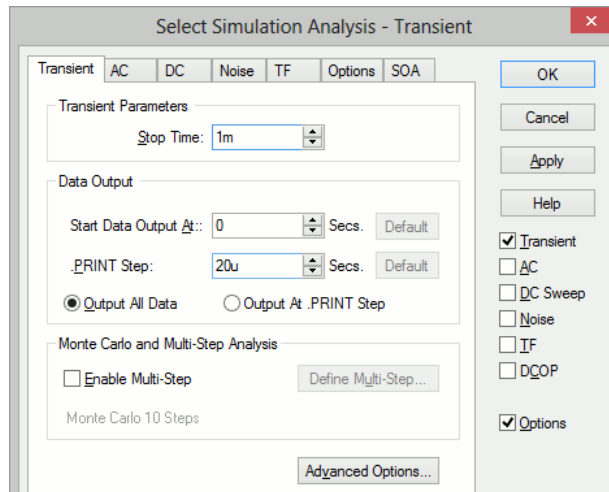 Select Simulation Analysis - Transient
Transient AC DC Noise TF Options SOA
Transient Parameters
Stop Time: 1m
Data Output
Start Data Output At:: 0 Secs. Default
.PRINT Step: 20u Secs. Default
Output All Data Output At .PRINT Step
Monte Carlo and Multi-Step Analysis
Enable Multi-Step Define Multi-Step...
Monte Carlo 10 Steps
Advanced Options...
OK
Cancel
Apply
Help
Transient
AC
DC Sweep
Noise
TF
DCOP
Options